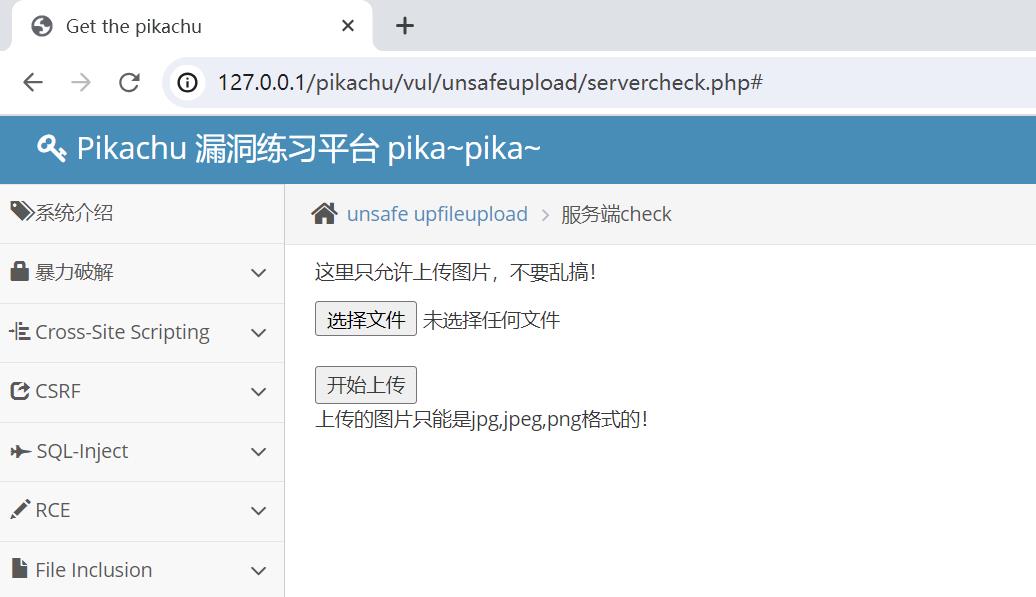 Get the pikachu
127.0.0.1/pikachu/vul/unsafeupload/servercheck.php#
Pikachu 漏洞练习平台 pika~pika~
系统介绍
暴力破解
Cross-Site Scripting
CSRF
SQL-Inject
RCE
File Inclusion
unsafe upfileupload > 服务端check
这里只允许上传图片，不要乱搞！
选择文件 未选择任何文件
开始上传
上传的图片只能是jpg,jpeg,png格式的！